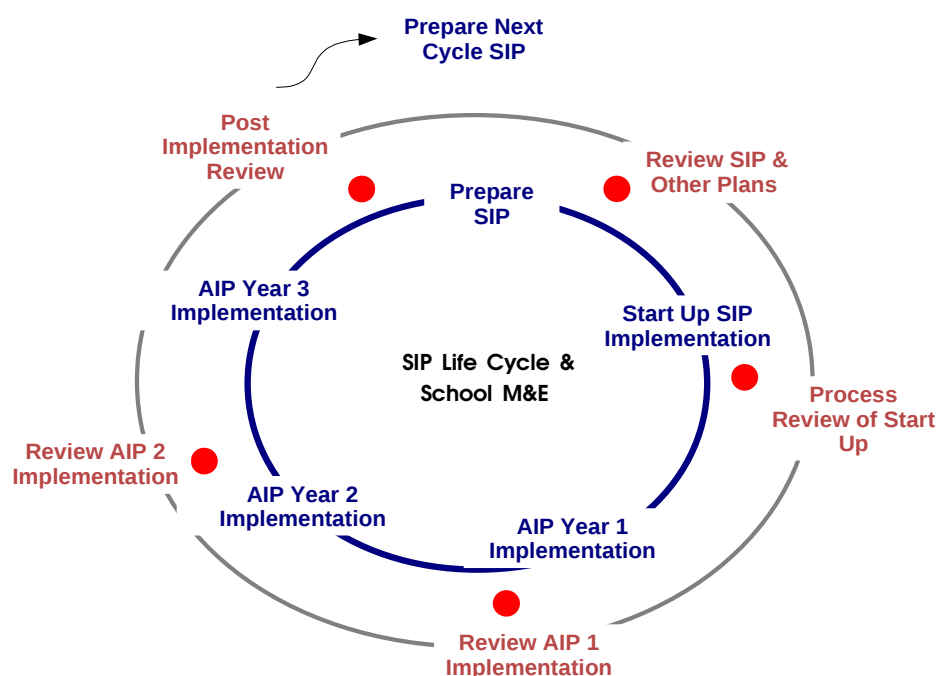 Prepare Next
Cycle SIP
Post
Implementation
Review
Review SIP &
Other Plans
Prepare
SIP
AIP Year 3
Implementation
Start Up SIP
Implementation
SIP Life Cycle &
School M&E
Process
Review of Start
Up
Review AIP 2
Implementation
AIP Year 2
Implementation
AIP Year 1
Implementation
Review AIP 1
Implementation